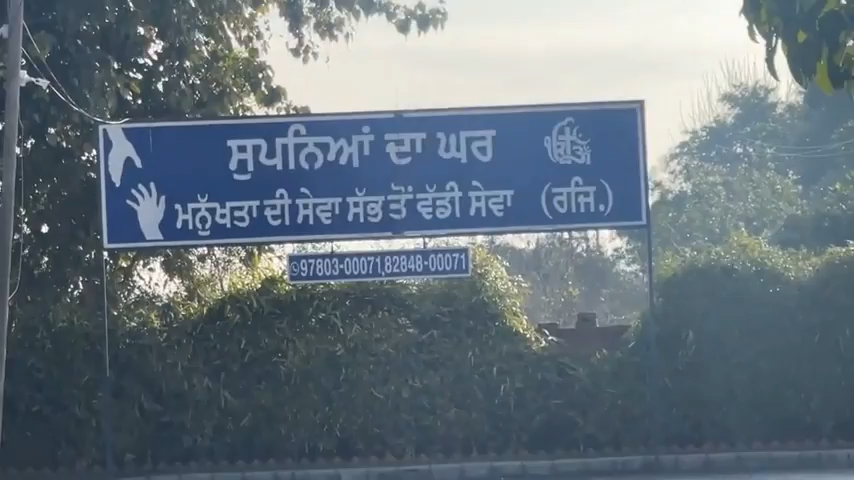 ਸੁਪਨਿਆਂ ਦਾ ਘਰ
ਮਨੁੱਖਤਾ ਦੀ ਸੇਵਾ ਸੱਭ ਤੋਂ ਵੱਡੀ ਸੇਵਾ (ਰਜਿ.)
97803-00071,82848-00071